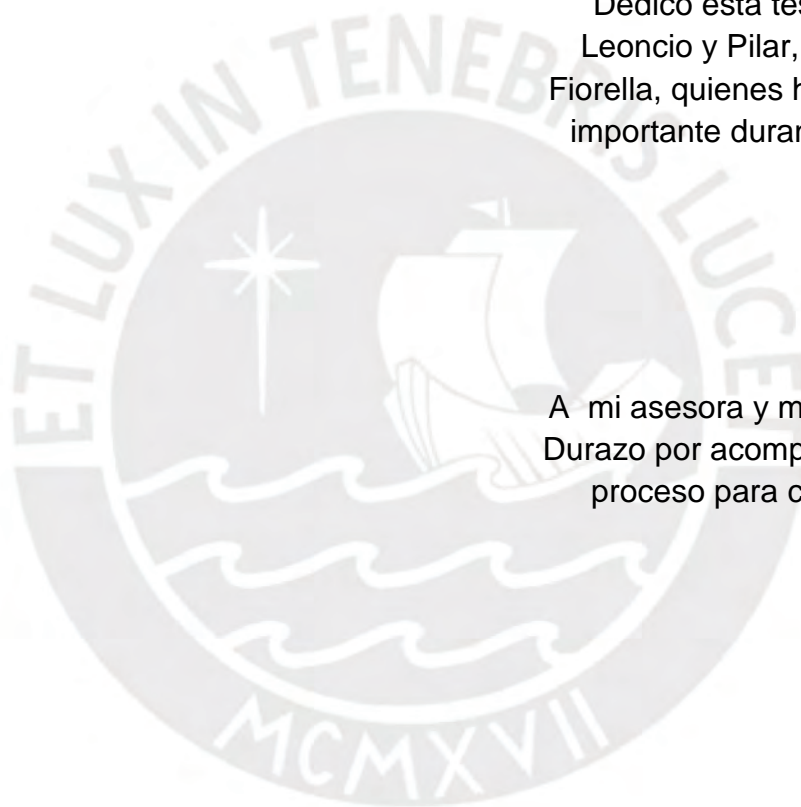 Dedico esta tes
Leoncio y Pilar,
Fiorella, quienes h
importante durar
A mi asesora y m
Durazo por acomp
proceso para c
ET LUX IN TENEBRIS LUCET
MCMXVII